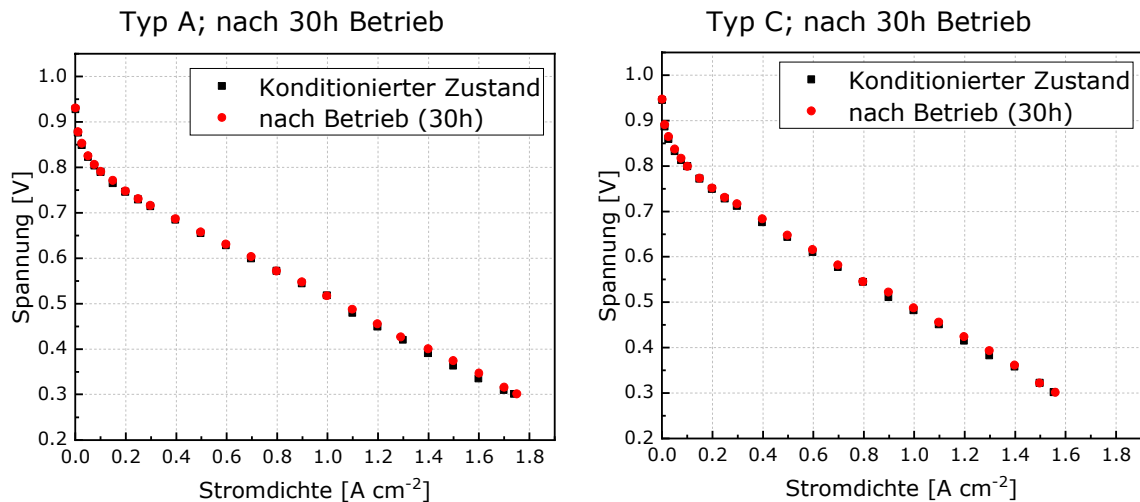 Typ A; nach 30h Betrieb
Konditionierter Zustand
nach Betrieb (30h)
Spannung [V]
1.0
0.9
0.8
0.7
0.6
0.5
0.4
0.3
0.2
0.0 0.2 0.4 0.6 0.8 1.0 1.2 1.4 1.6 1.8
Stromdichte [A cm⁻²]
Typ C; nach 30h Betrieb
Konditionierter Zustand
nach Betrieb (30h)
Spannung [V]
1.0
0.9
0.8
0.7
0.6
0.5
0.4
0.3
0.2
0.0 0.2 0.4 0.6 0.8 1.0 1.2 1.4 1.6 1.8
Stromdichte [A cm⁻²]